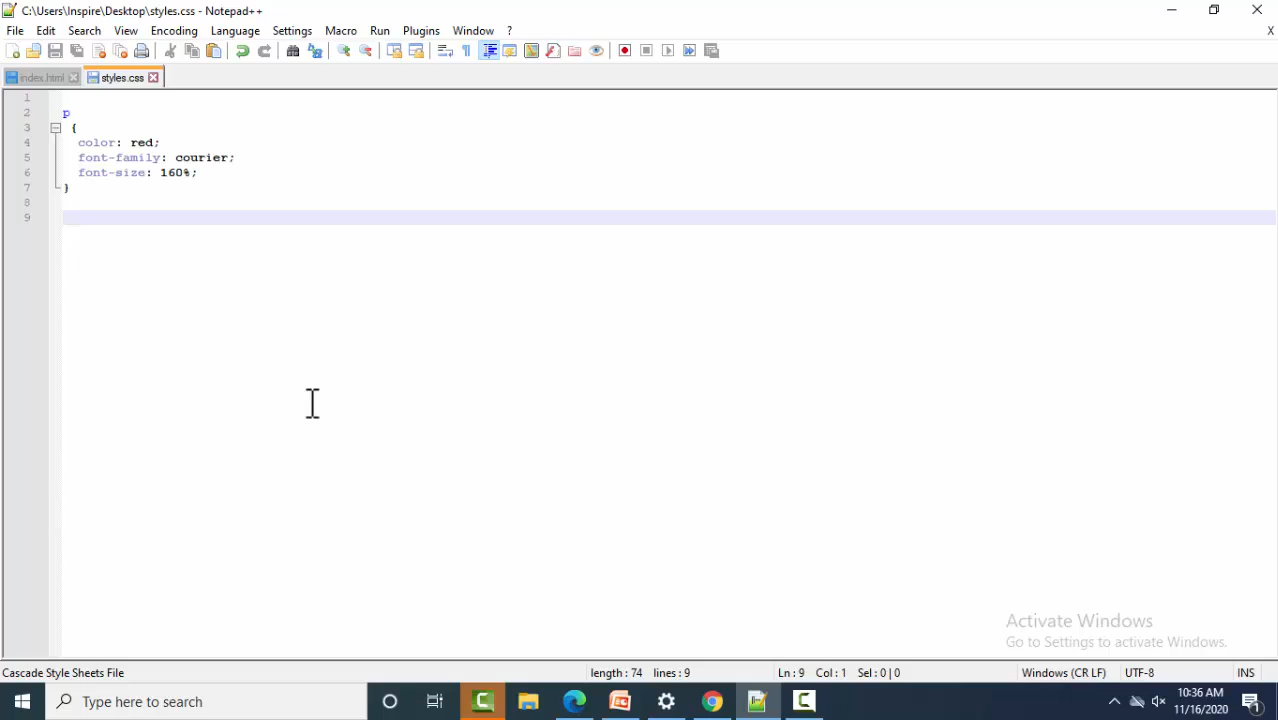 C:\Users\Inspire\Desktop\styles.css - Notepad++
File Edit Search View Encoding Language Settings Macro Run Plugins Window ? X
index.html styles.css
1
2 p
3 {
4 color: red;
5 font-family: courier;
6 font-size: 160%;
7 }
8
9
Activate Windows
Go to Settings to activate Windows.
Cascade Style Sheets File length : 74 lines : 9 Ln : 9 Col : 1 Sel : 0 | 0 Windows (CR LF) UTF-8 INS
Type here to search
10:36 AM
11/16/2020
1